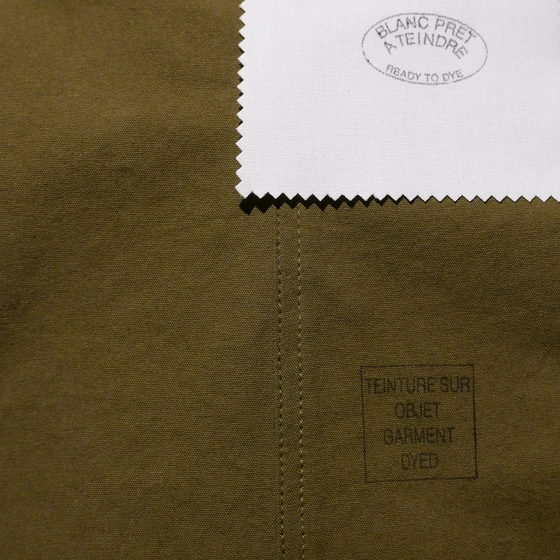 BLANC PRET
A TEINDRE
READY TO DYE
TEINTURE SUR
OBJET
GARMENT
DYED